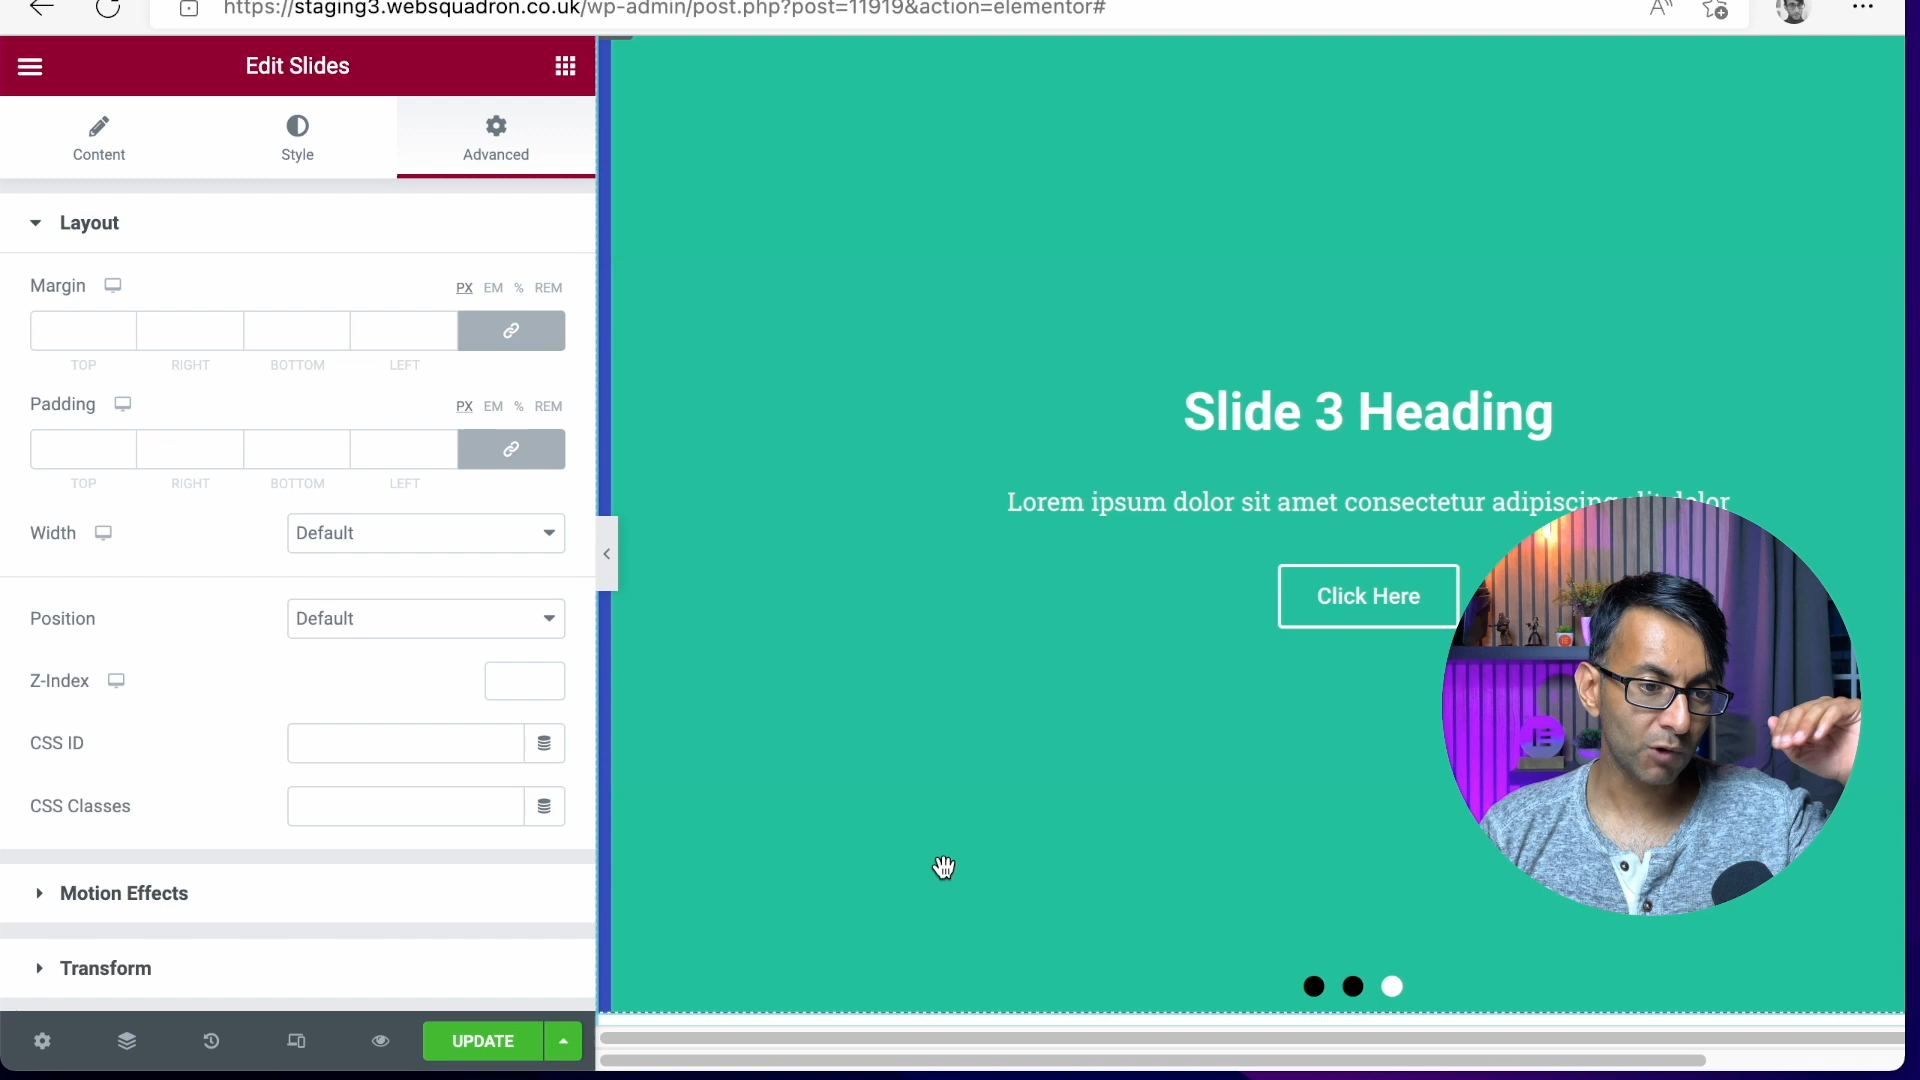 https://staging3.websquadron.co.uk/wp-admin/post.php?post=11919&action=elementor#
Edit Slides
Content
Style
Advanced
Layout
Margin
PX EM % REM
TOP RIGHT BOTTOM LEFT
Padding
PX EM % REM
TOP RIGHT BOTTOM LEFT
Width
Default
Position
Default
Z-Index
CSS ID
CSS Classes
Motion Effects
Transform
UPDATE
Slide 3 Heading
Lorem ipsum dolor sit amet consectetur adipiscing elit dolor
Click Here